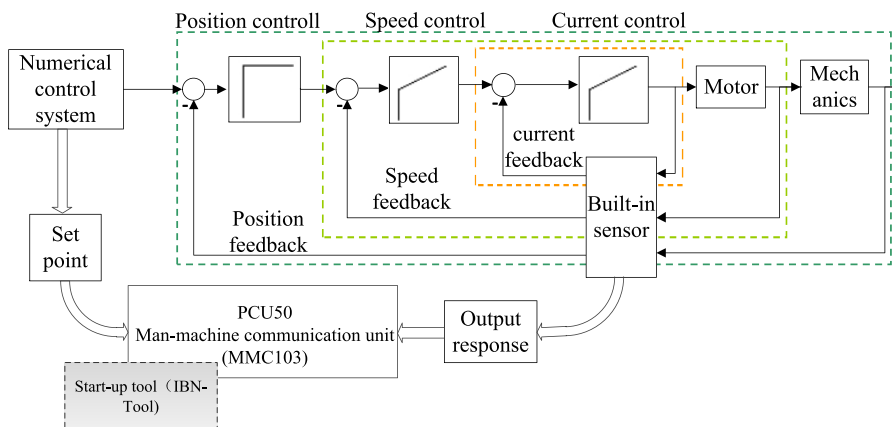 Position controll
Speed control
Current control
Numerical
control
system
-
-
-
Motor
Mech
anics
current
feedback
Speed
feedback
Built-in
sensor
Position
feedback
Set
point
PCU50
Man-machine communication unit
(MMC103)
Output
response
Start-up tool（IBN-
Tool)